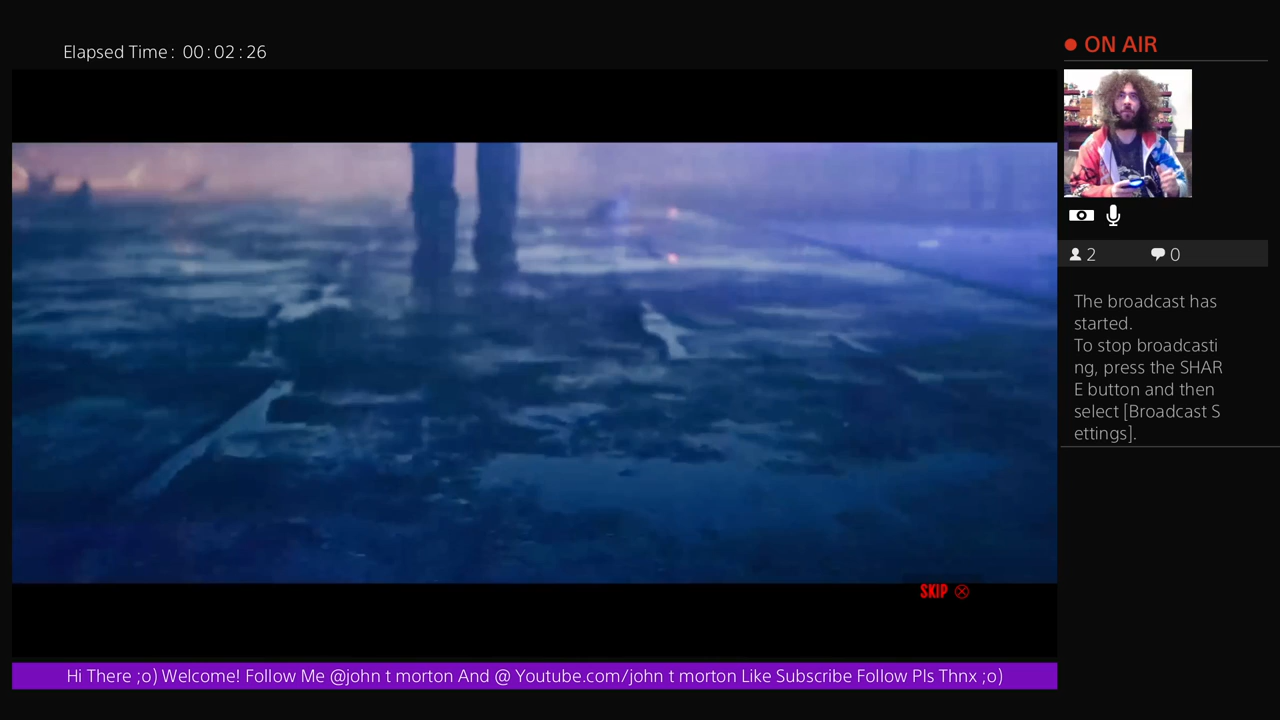 Elapsed Time: 00:02:26
ON AIR
2 0
The broadcast has
started.
To stop broadcasti
ng, press the SHAR
E button and then
select [Broadcast S
ettings].
SKIP
Hi There ;o) Welcome! Follow Me @john t morton And @ Youtube.com/john t morton Like Subscribe Follow Pls Thnx ;o)